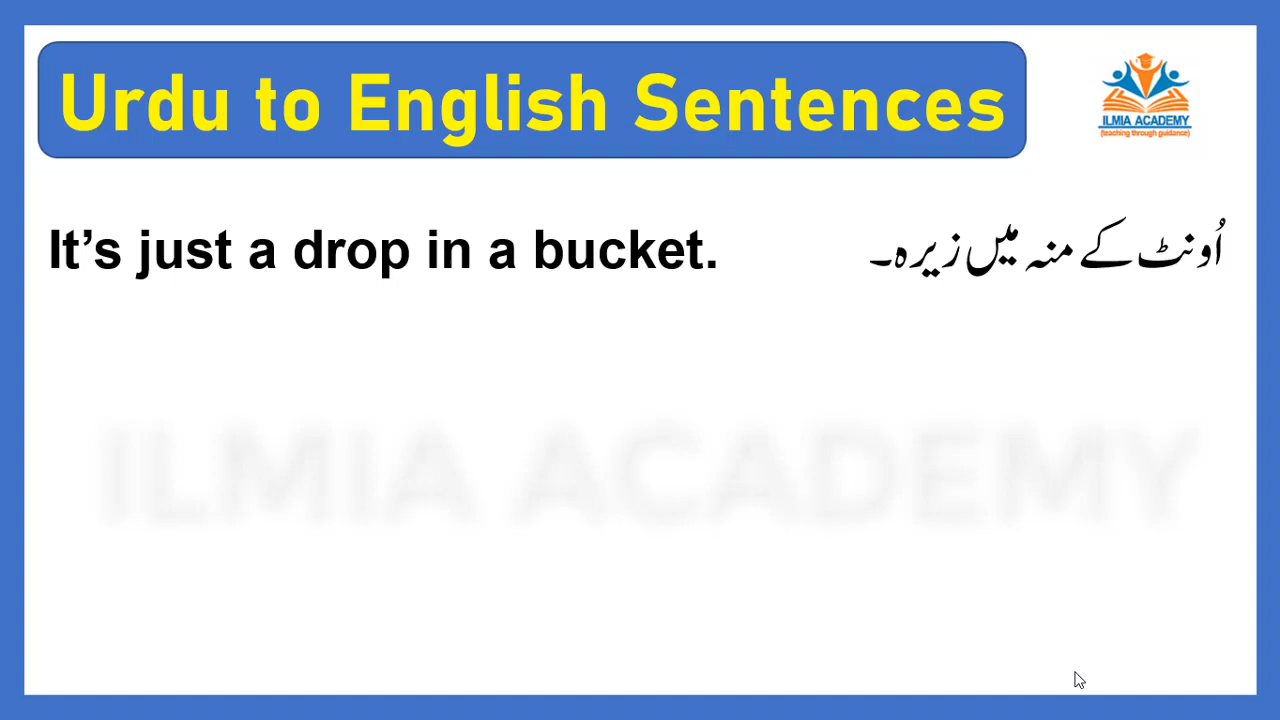 Urdu to English Sentences
ILMIA ACADEMY
(teaching through guidance)
It’s just a drop in a bucket.
اُونٹ کے منہ میں زیرہ۔
ILMIA ACADEMY